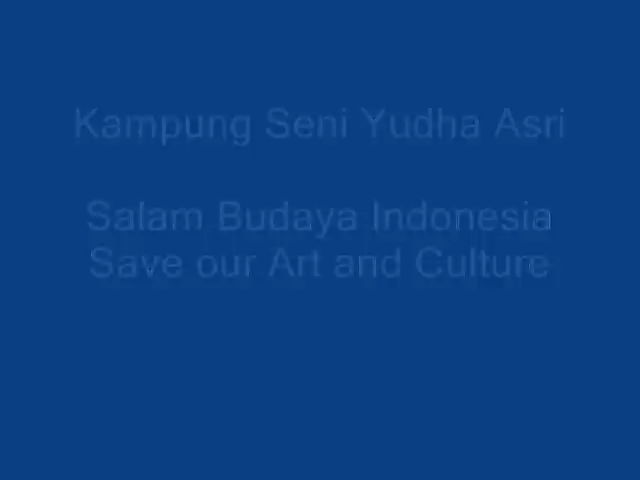 Kampung Seni Yudha Asri
Salam Budaya Indonesia
Save our Art and Culture